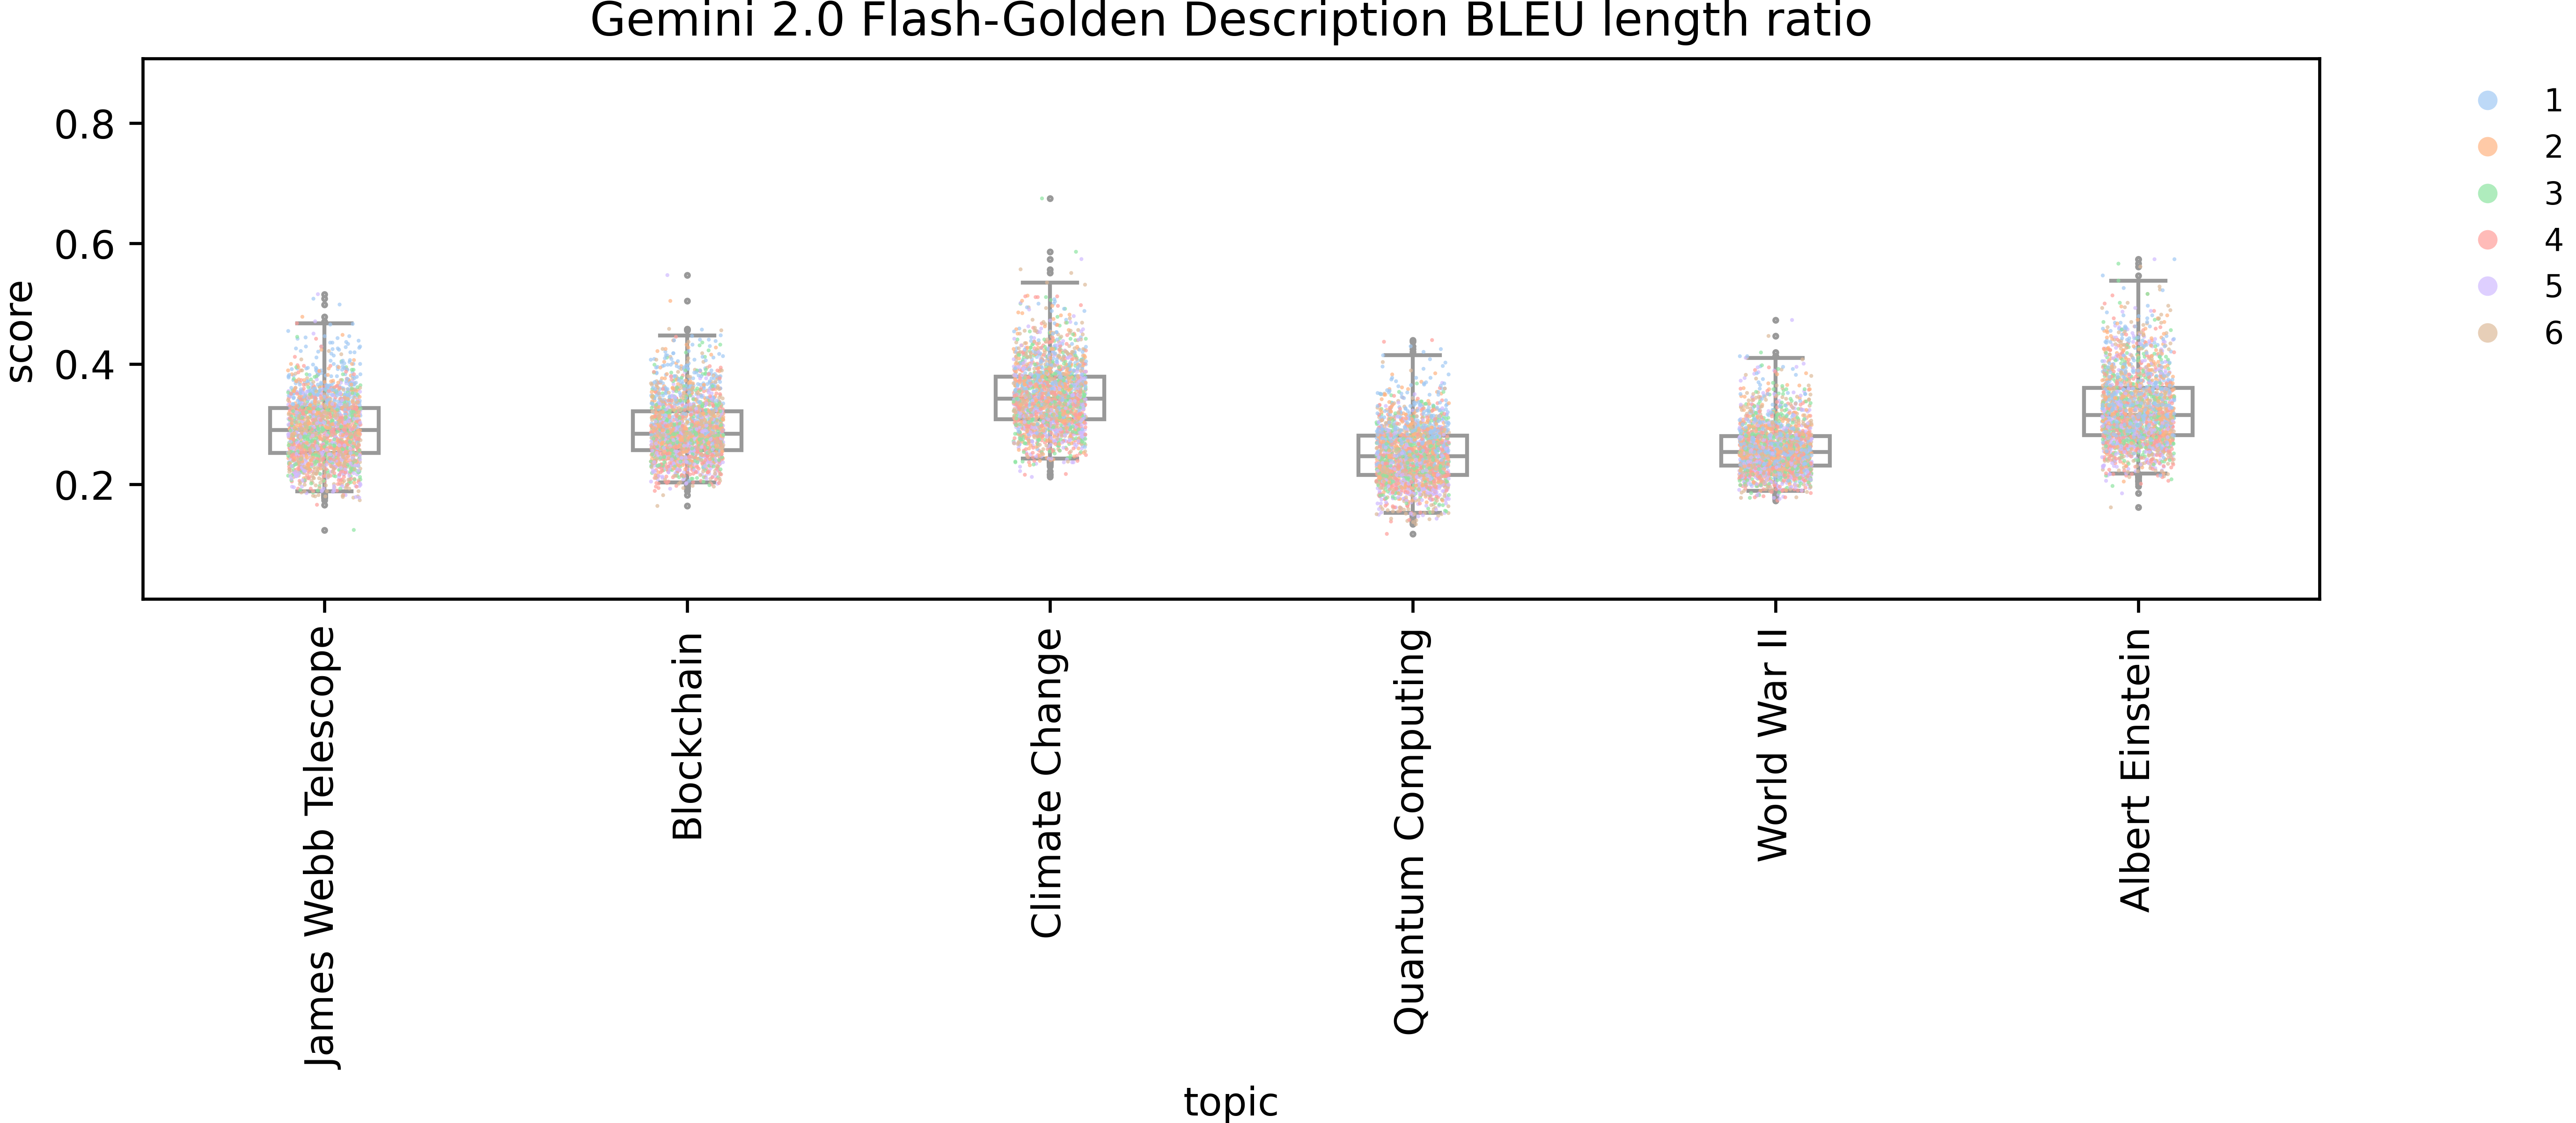 Gemini 2.0 Flash-Golden Description BLEU length ratio
0.8
0.6
0.4
0.2
score
1
2
3
4
5
6
James Webb Telescope
Blockchain
Climate Change
Quantum Computing
World War II
Albert Einstein
topic